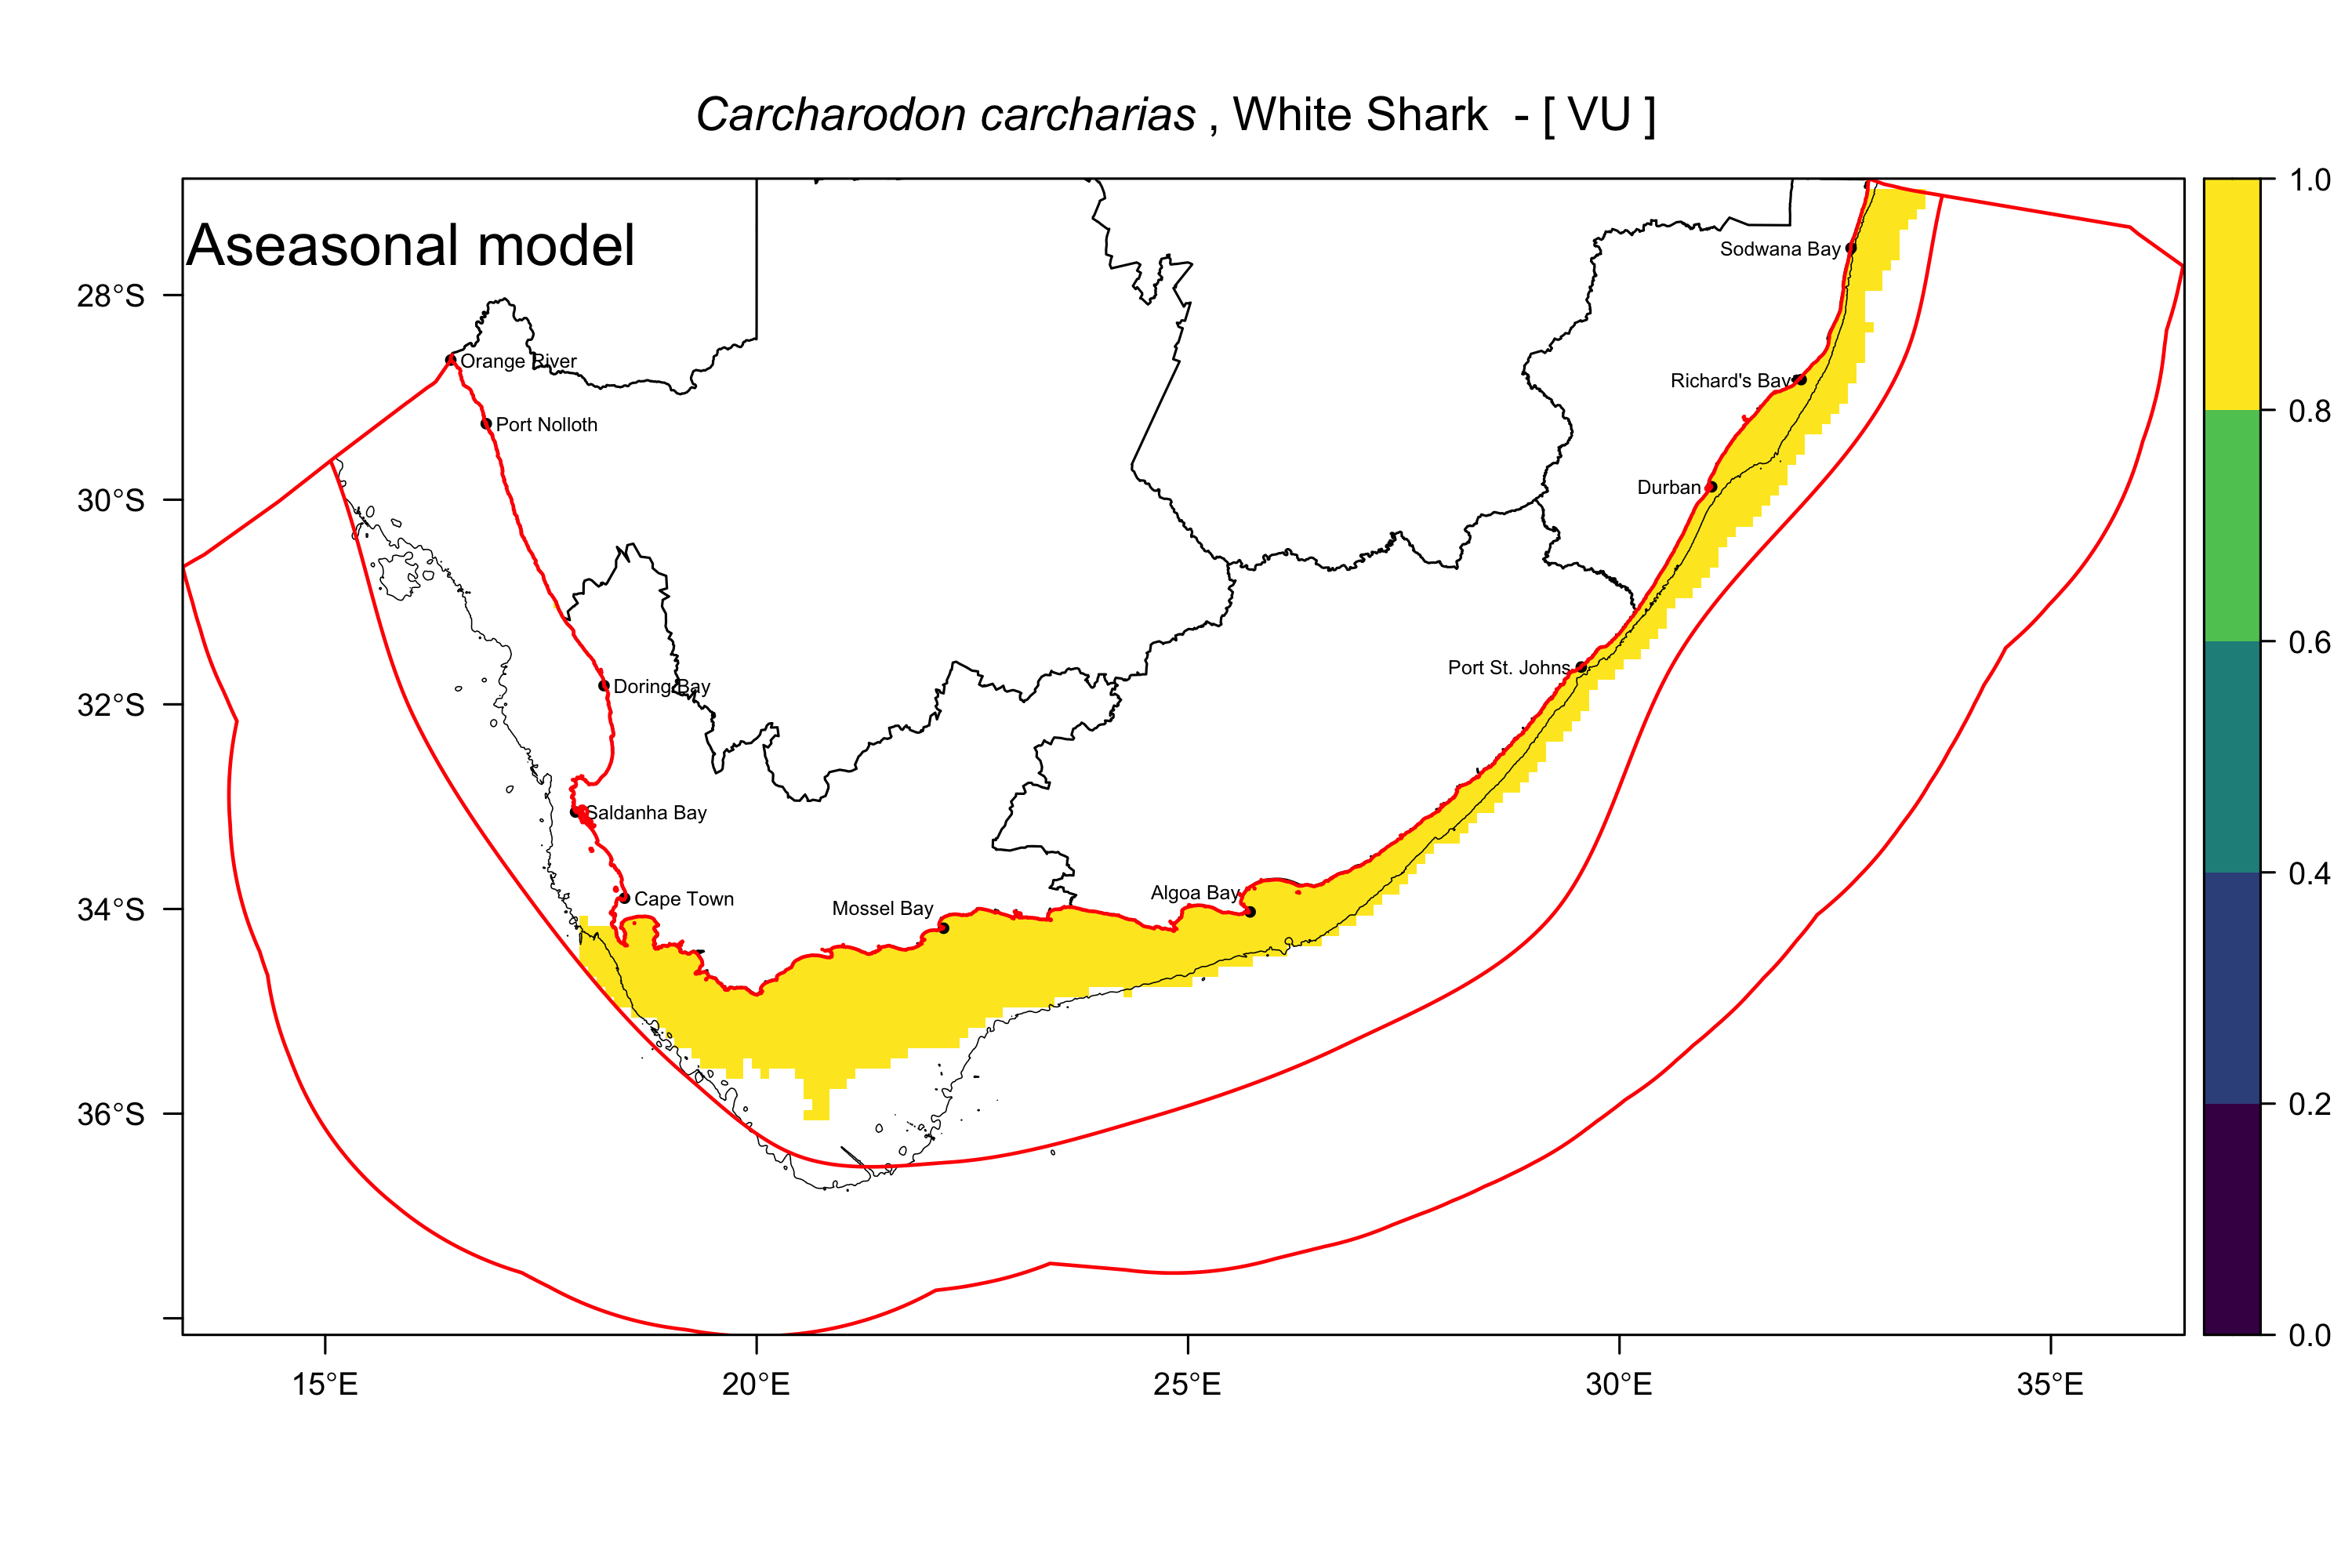 Carcharodon carcharias , White Shark - [ VU ]
Aseasonal model
28°S
30°S
32°S
34°S
36°S
15°E
20°E
25°E
30°E
35°E
Sodwana Bay
Orange River
Richard's Bay
Port Nolloth
Durban
Port St. Johns
Doring Bay
Saldanha Bay
Algoa Bay
Cape Town
Mossel Bay
1.0
0.8
0.6
0.4
0.2
0.0